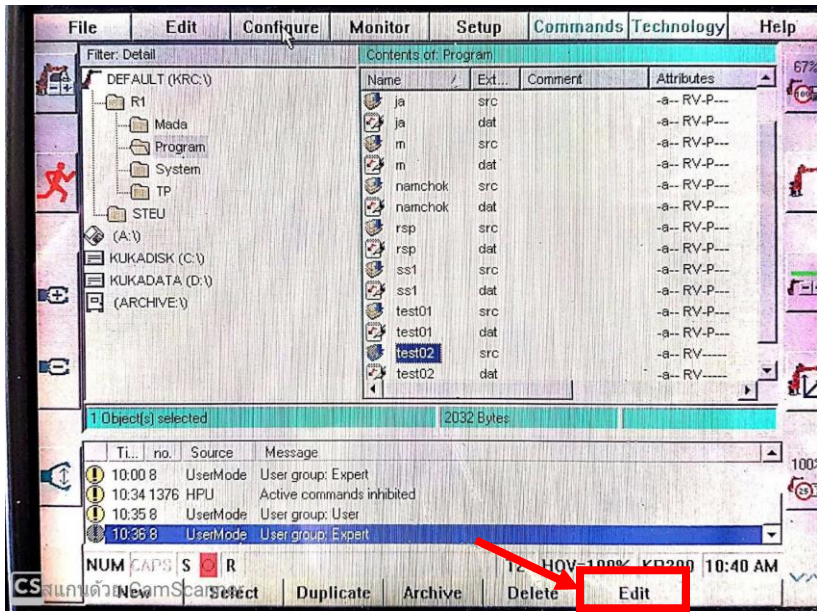 File Edit Configure Monitor Setup Commands Technology Help
Filter: Detail Contents of: Program
67%
DEFAULT (KRC:\) Name / Ext... Comment Attributes
R1 ja src -a-- RV-P---
Mada ja dat -a-- RV-P---
Program m src -a-- RV-P---
System m dat -a-- RV-P---
TP namchok src -a-- RV-P---
STEU namchok dat -a-- RV-P---
(A:\) rsp src -a-- RV-P---
KUKADISK (C:\) rsp dat -a-- RV-P---
KUKADATA (D:\) ss1 src -a-- RV-P---
(ARCHIVE:\) ss1 dat -a-- RV-P---
test01 src -a-- RV-P---
test01 dat -a-- RV-P---
test02 src -a-- RV-----
test02 dat -a-- RV-----
1 Object(s) selected 2032 Bytes
Ti... no. Source Message
10:00 8 UserMode User group: Expert
10:34 1376 HPU Active commands inhibited
10:35 8 UserMode User group: User
10:36 8 UserMode User group: Expert
100%
NUM CAPS S O R HOV=100% 10:40 AM
CS สแกนด้วย CamScanner
New Select Duplicate Archive Delete Edit